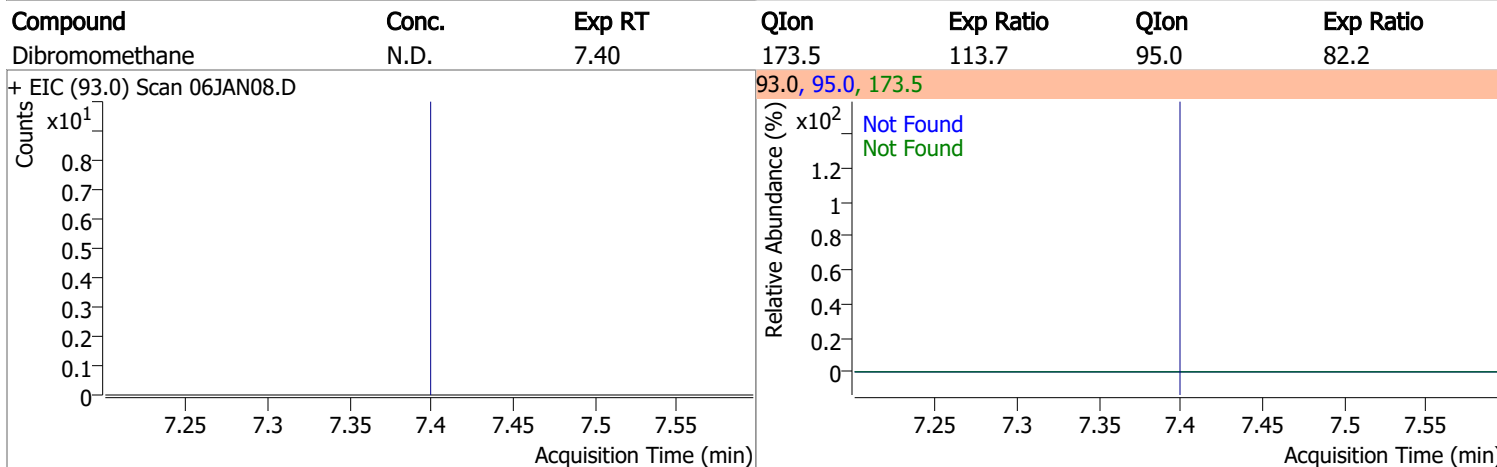 Compound Conc. Exp RT QIon Exp Ratio QIon Exp Ratio
Dibromomethane N.D. 7.40 173.5 113.7 95.0 82.2
+ EIC (93.0) Scan 06JAN08.D
Counts
x10¹
0.8
0.7
0.6
0.5
0.4
0.3
0.2
0.1
0
7.25 7.3 7.35 7.4 7.45 7.5 7.55
Acquisition Time (min)
93.0, 95.0, 173.5
Relative Abundance (%)
x10²
Not Found
Not Found
1.2
1
0.8
0.6
0.4
0.2
0
7.25 7.3 7.35 7.4 7.45 7.5 7.55
Acquisition Time (min)